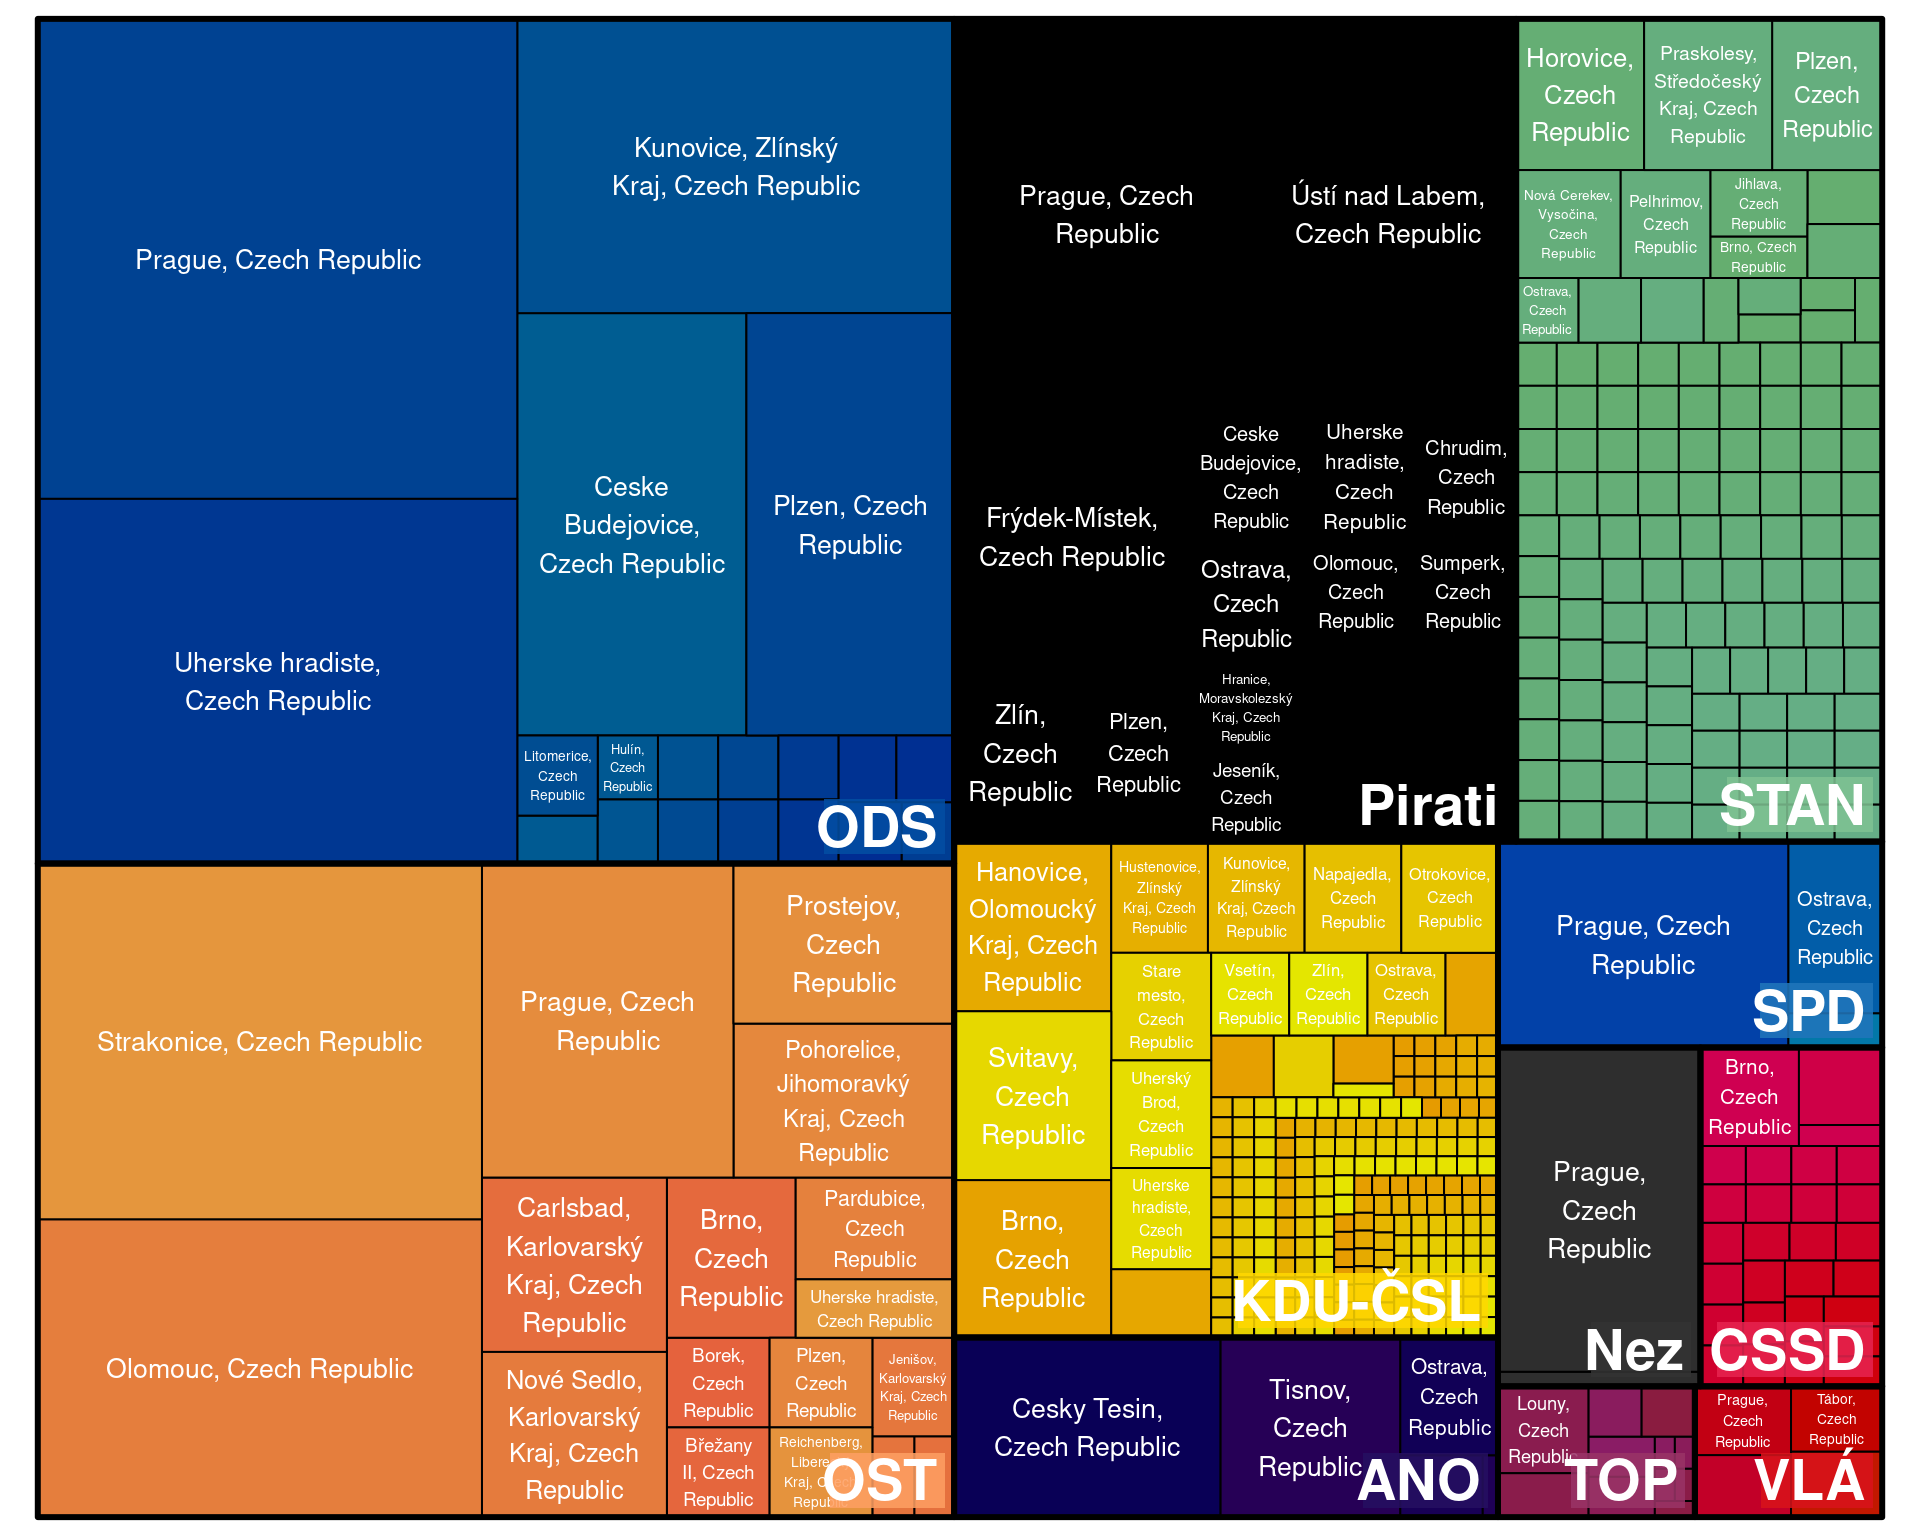 Prague, Czech Republic
Kunovice, Zlínský
Kraj, Czech Republic
Uherske hradiste,
Czech Republic
Ceske
Budejovice,
Czech Republic
Plzen, Czech
Republic
Litomerice,
Czech
Republic
Hulín,
Czech
Republic
ODS
Prague, Czech
Republic
Ústí nad Labem,
Czech Republic
Frýdek-Místek,
Czech Republic
Ceske
Budejovice,
Czech
Republic
Uherske
hradiste,
Czech
Republic
Chrudim,
Czech
Republic
Ostrava,
Czech
Republic
Olomouc,
Czech
Republic
Sumperk,
Czech
Republic
Zlín,
Czech
Republic
Plzen,
Czech
Republic
Hranice,
Moravskolezský
Kraj, Czech
Republic
Jeseník,
Czech
Republic
Pirati
Horovice,
Czech
Republic
Praskolesy,
Středočeský
Kraj, Czech
Republic
Plzen,
Czech
Republic
Nová Cerekev,
Vysočina,
Czech
Republic
Pelhrimov,
Czech
Republic
Jihlava,
Czech
Republic
Brno, Czech
Republic
Ostrava,
Czech
Republic
STAN
Strakonice, Czech Republic
Olomouc, Czech Republic
Prague, Czech
Republic
Prostejov,
Czech
Republic
Pohorelice,
Jihomoravký
Kraj, Czech
Republic
Carlsbad,
Karlovarský
Kraj, Czech
Republic
Nové Sedlo,
Karlovarský
Kraj, Czech
Republic
Brno,
Czech
Republic
Pardubice,
Czech
Republic
Uherske hradiste,
Czech Republic
Borek,
Czech
Republic
Plzen,
Czech
Republic
Jenišov,
Karlovarský
Kraj, Czech
Republic
Břežany
II, Czech
Republic
Reichenberg,
Kraj,
OST
Hanovice,
Olomoucký
Kraj, Czech
Republic
Svitavy,
Czech
Republic
Brno,
Czech
Republic
Hustenovice,
Zlínský
Kraj, Czech
Republic
Kunovice,
Zlínský
Kraj, Czech
Republic
Napajedla,
Czech
Republic
Otrokovice,
Czech
Republic
Stare
mesto,
Czech
Republic
Uherský
Brod,
Czech
Republic
Uherske
hradiste,
Czech
Republic
Vsetín,
Czech
Republic
Zlín,
Czech
Republic
Ostrava,
Czech
Republic
KDU-ČSL
Cesky Tesin,
Czech Republic
Tisnov,
Czech
Republic
Ostrava,
Czech
Republic
ANO
Prague, Czech
Republic
Ostrava,
Czech
Republic
SPD
Prague,
Czech
Republic
Nez
Brno,
Czech
Republic
CSSD
Louny,
Czech
Republic
TOP
Prague,
Czech
Republic
Tábor,
Czech
Republic
VLÁ